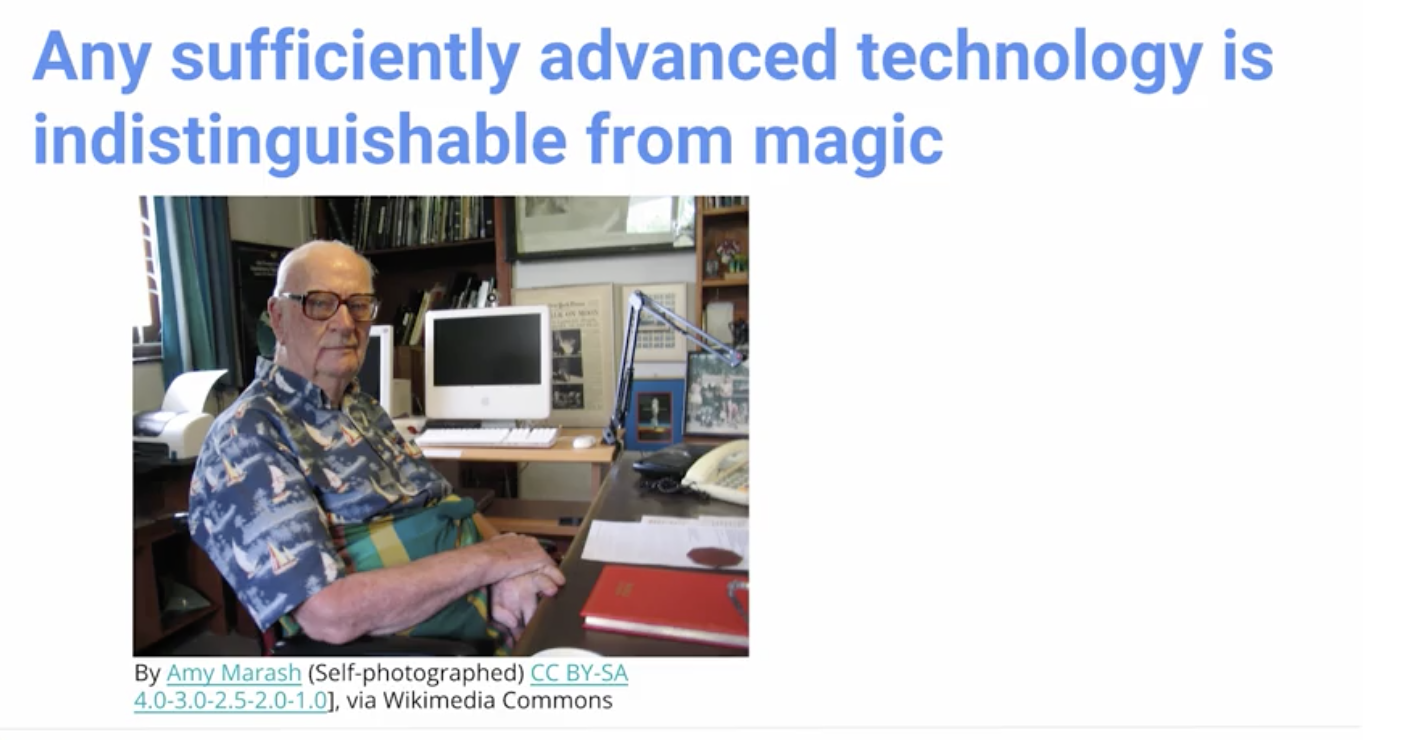 Any sufficiently advanced technology is
indistinguishable from magic
By Amy Marash (Self-photographed) CC BY-SA
4.0-3.0-2.5-2.0-1.0], via Wikimedia Commons